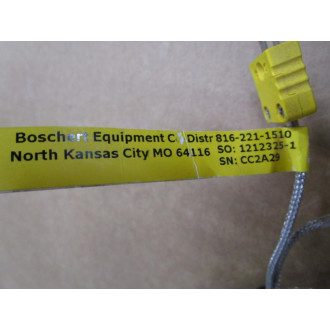 Boschert Equipment C Distr 816-221-1510
North Kansas City MO 64116 SO: 1212325-1
SN: CC2A29